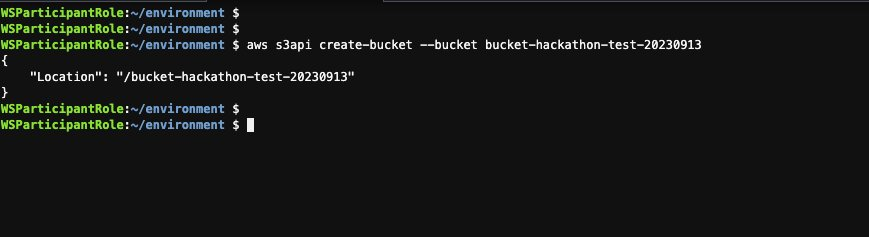 WSParticipantRole:~/environment $
WSParticipantRole:~/environment $
WSParticipantRole:~/environment $ aws s3api create-bucket --bucket bucket-hackathon-test-20230913
{
    "Location": "/bucket-hackathon-test-20230913"
}
WSParticipantRole:~/environment $
WSParticipantRole:~/environment $